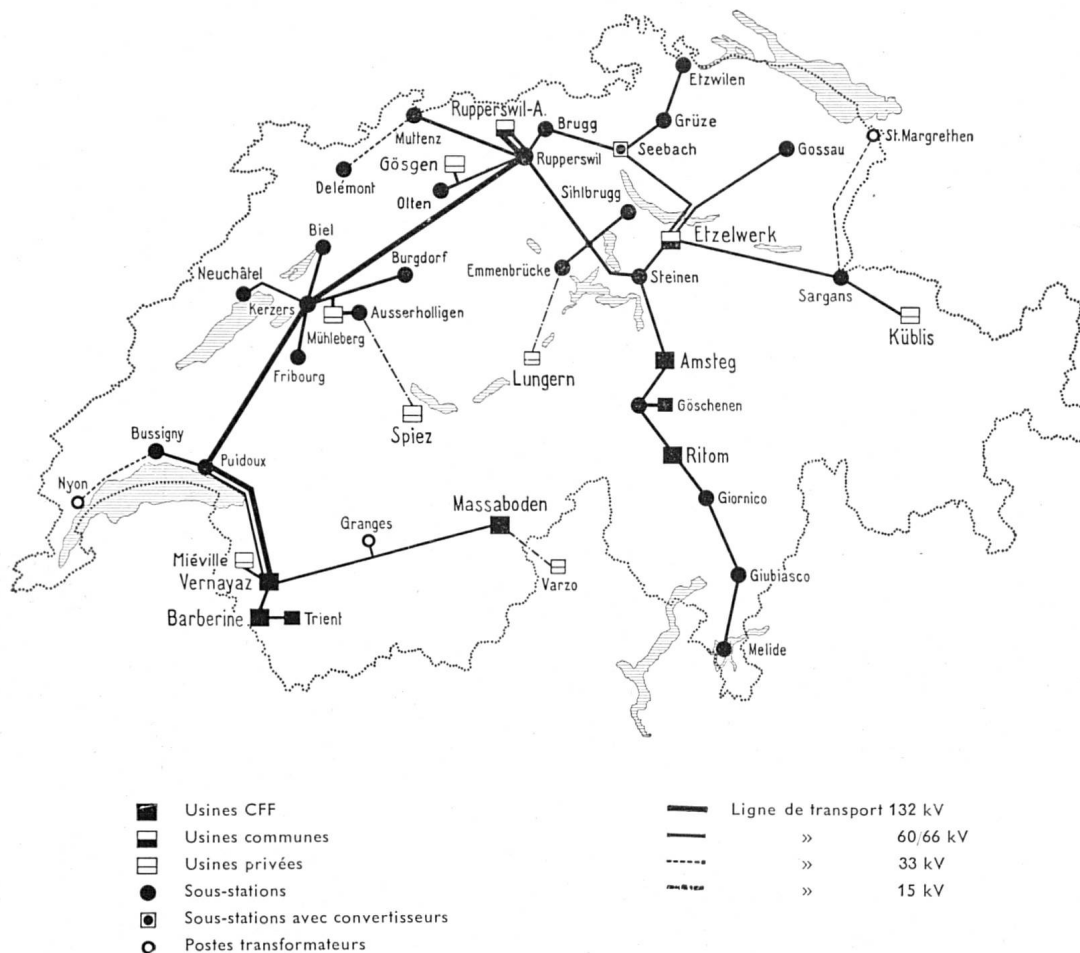 Etzwilen
Rupperswil-A.
Brugg
Grüze
Muttenz
St. Margrethen
Gösgen
Rupperswil
Seebach
Gossau
Delémont
Olten
Sihlbrugg
Etzelwerk
Biel
Burgdorf
Emmenbrücke
Steinen
Neuchâtel
Sargans
Kerzers
Ausserholligen
Küblis
Mühleberg
Amsteg
Fribourg
Lungern
Göschenen
Spiez
Bussigny
Puidoux
Ritom
Nyon
Massaboden
Giornico
Granges
Miéville
Vernayaz
Varzo
Giubiasco
Barberine
Trient
Melide
Usines CFF
Usines communes
Usines privées
Sous-stations
Sous-stations avec convertisseurs
Postes transformateurs
Ligne de transport 132 kV
» 60/66 kV
» 33 kV
» 15 kV